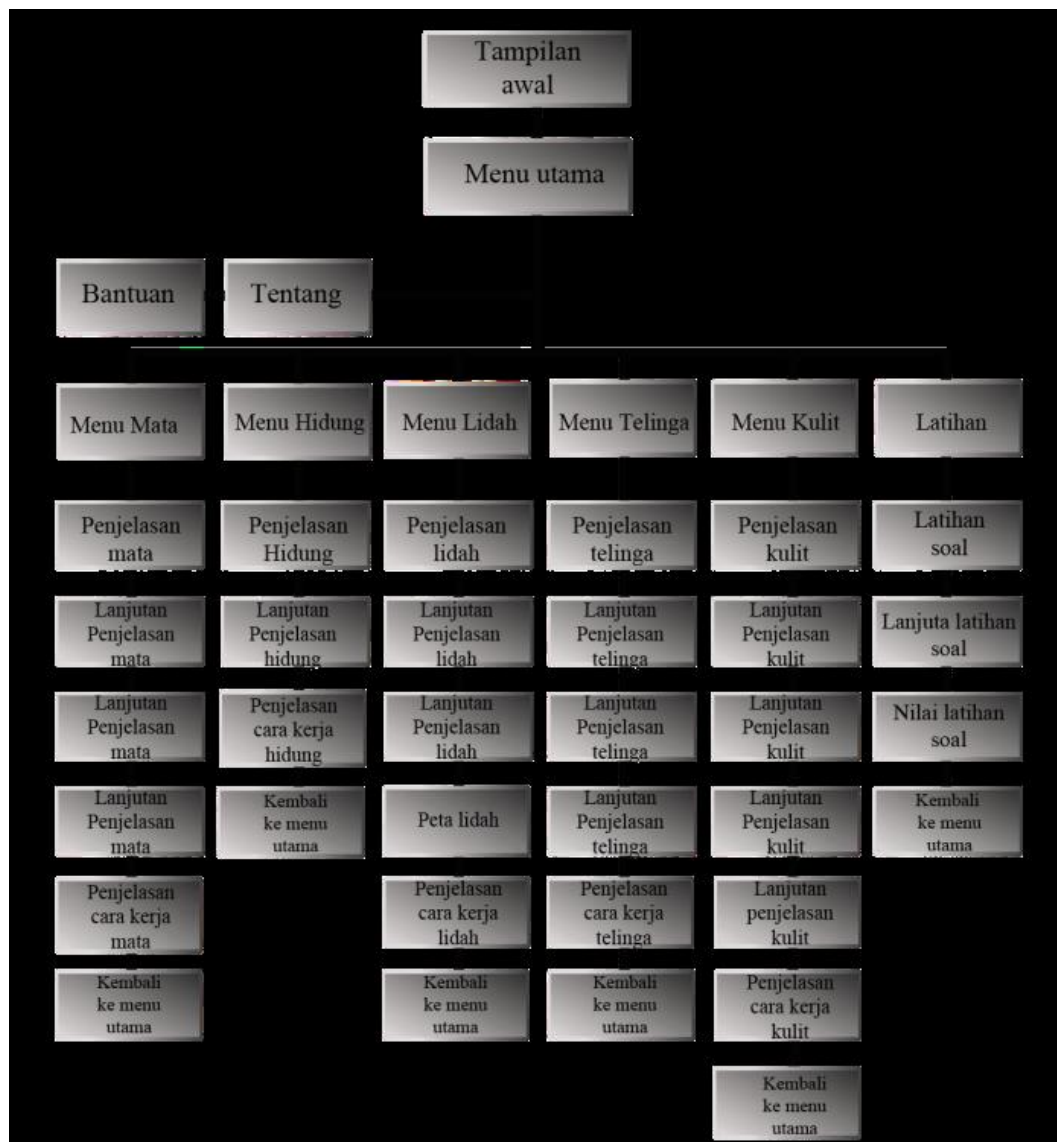 Tampilan
awal
Menu utama
Bantuan
Tentang
Menu Mata
Menu Hidung
Menu Lidah
Menu Telinga
Menu Kulit
Latihan
Penjelasan
mata
Penjelasan
Hidung
Penjelasan
lidah
Penjelasan
telinga
Penjelasan
kulit
Latihan
soal
Lanjutan
Penjelasan
mata
Lanjutan
Penjelasan
hidung
Lanjutan
Penjelasan
lidah
Lanjutan
Penjelasan
telinga
Lanjutan
Penjelasan
kulit
Lanjuta latihan
soal
Lanjutan
Penjelasan
mata
Penjelasan
cara kerja
hidung
Lanjutan
Penjelasan
lidah
Lanjutan
Penjelasan
telinga
Lanjutan
Penjelasan
kulit
Nilai latihan
soal
Lanjutan
Penjelasan
mata
Kembali
ke menu
utama
Peta lidah
Lanjutan
Penjelasan
telinga
Lanjutan
Penjelasan
kulit
Kembali
ke menu
utama
Penjelasan
cara kerja
mata
Penjelasan
cara kerja
lidah
Penjelasan
cara kerja
telinga
Lanjutan
penjelasan
kulit
Kembali
ke menu
utama
Kembali
ke menu
utama
Kembali
ke menu
utama
Penjelasan
cara kerja
kulit
Kembali
ke menu
utama